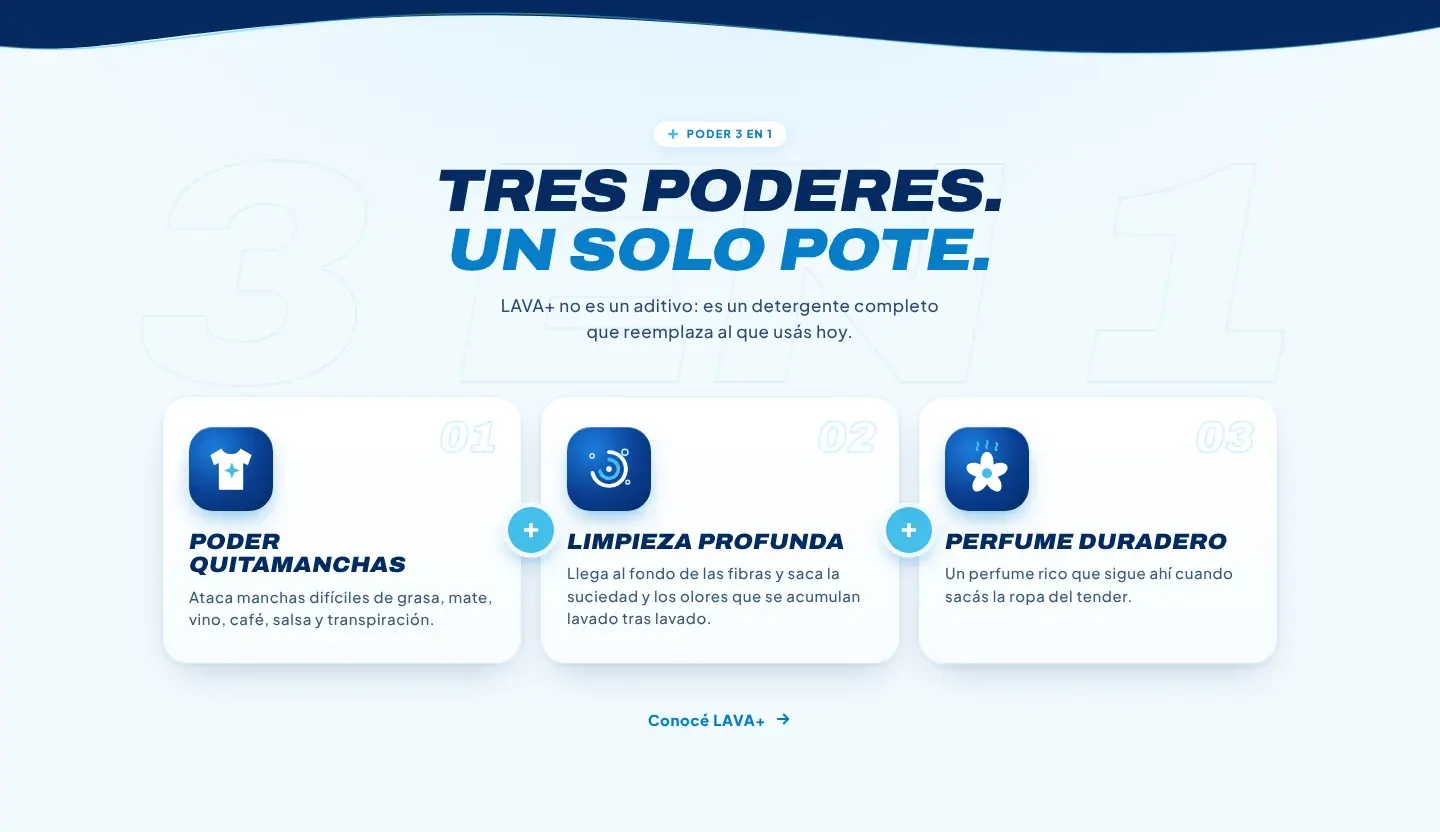 PODER 3 EN 1
3 EN 1
TRES PODERES.
UN SOLO POTE.
LAVA+ no es un aditivo: es un detergente completo
que reemplaza al que usás hoy.
01
PODER
QUITAMANCHAS
Ataca manchas difíciles de grasa, mate,
vino, café, salsa y transpiración.
+
02
LIMPIEZA PROFUNDA
Llega al fondo de las fibras y saca la
suciedad y los olores que se acumulan
lavado tras lavado.
+
03
PERFUME DURADERO
Un perfume rico que sigue ahí cuando
sacás la ropa del tender.
Conocé LAVA+ →